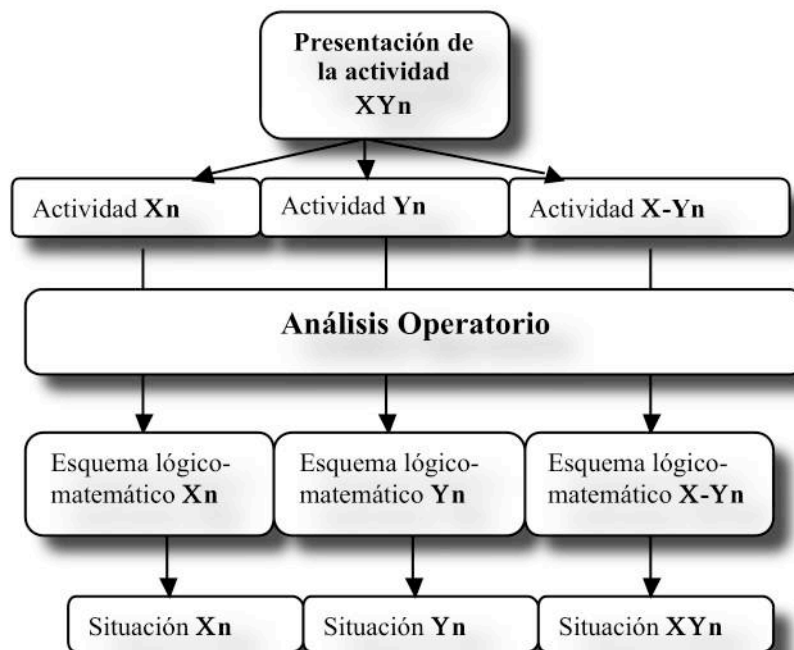 Presentación de
la actividad
XYn
Actividad Xn
Actividad Yn
Actividad X-Yn
Análisis Operatorio
Esquema lógico-
matemático Xn
Esquema lógico-
matemático Yn
Esquema lógico-
matemático X-Yn
Situación Xn
Situación Yn
Situación XYn